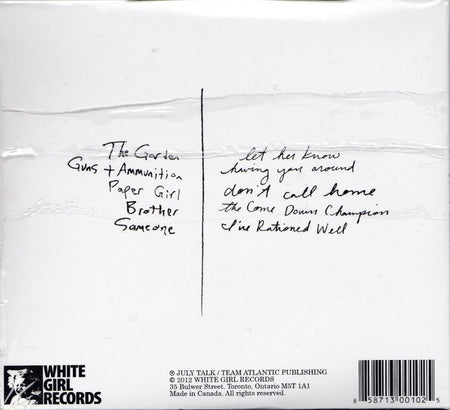 The Garden
Guns + Ammunition
Paper Girl
Brother
Someone
let her know
having you around
don't call home
the Come Down Champion
I've Rationed Well
WHITE
GIRL
RECORDS
℗ JULY TALK / TEAM ATLANTIC PUBLISHING
© 2012 WHITE GIRL RECORDS
35 Bulwer Street. Toronto, Ontario M5T 1A1
Made in Canada. All rights reserved.
8 58713 00102 5